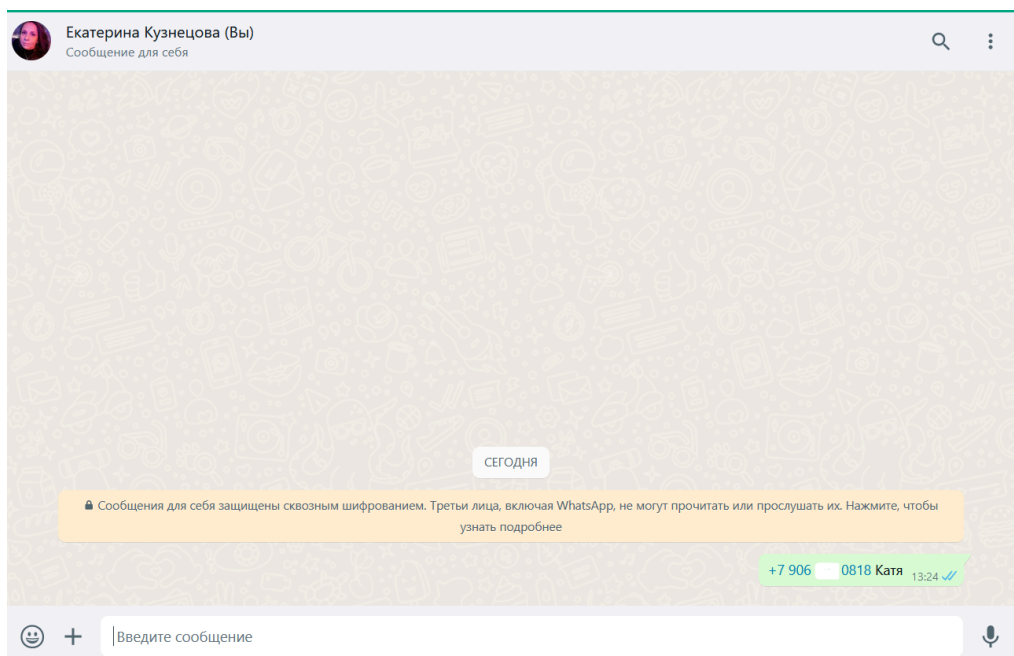 Екатерина Кузнецова (Вы)
Сообщение для себя
СЕГОДНЯ
Сообщения для себя защищены сквозным шифрованием. Третьи лица, включая WhatsApp, не могут прочитать или прослушать их. Нажмите, чтобы
узнать подробнее
+7 906 0818 Катя 13:24
Введите сообщение